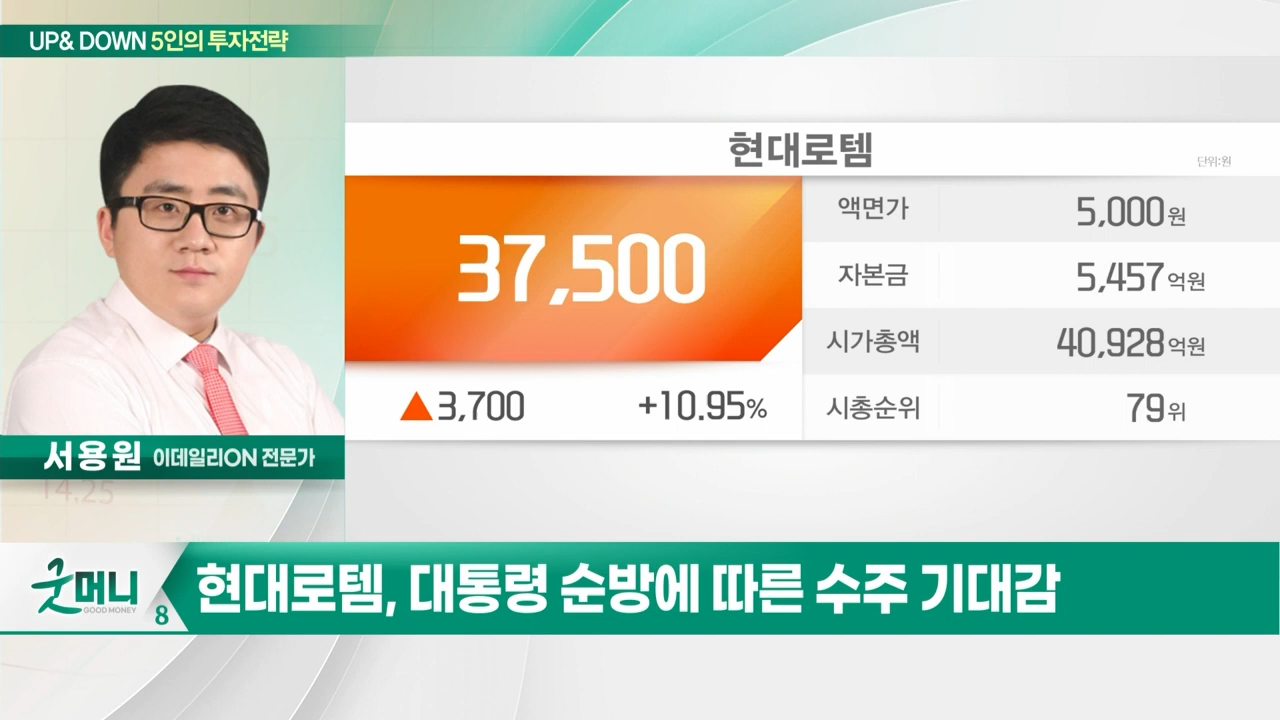 UP& DOWN 5인의 투자전략
현대로템
단위:원
37,500
▲3,700 +10.95%
액면가 5,000원
자본금 5,457억원
시가총액 40,928억원
시총순위 79위
서용원 이데일리ON 전문가
14.25
굿머니
GOOD MONEY
8
현대로템, 대통령 순방에 따른 수주 기대감